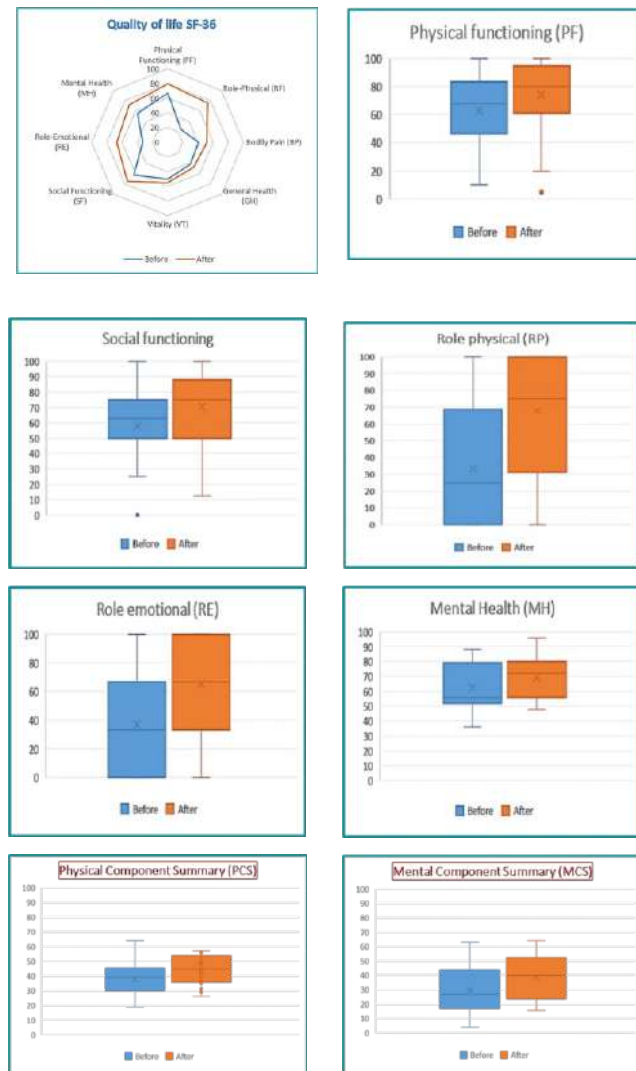 Quality of life SF-36
Physical
Functioning (PF)
100
80
60
40
20
0
Role-Physical (RF)
Bodily Pain (BP)
General Health
(GH)
Vitality (VT)
Social Functioning
(SF)
Role-Emotional
(RE)
Mental Health
(MH)
Before After
Physical functioning (PF)
100
80
60
40
20
0
Before After
Social functioning
100
90
80
70
60
50
40
30
20
10
0
Before After
Role physical (RP)
100
90
80
70
60
50
40
30
20
10
0
Before After
Role emotional (RE)
100
80
60
40
20
0
Before After
Mental Health (MH)
100
90
80
70
60
50
40
30
20
10
0
Before After
Physical Component Summary (PCS)
100
90
80
70
60
50
40
30
20
10
0
Before After
Mental Component Summary (MCS)
100
90
80
70
60
50
40
30
20
10
0
Before After